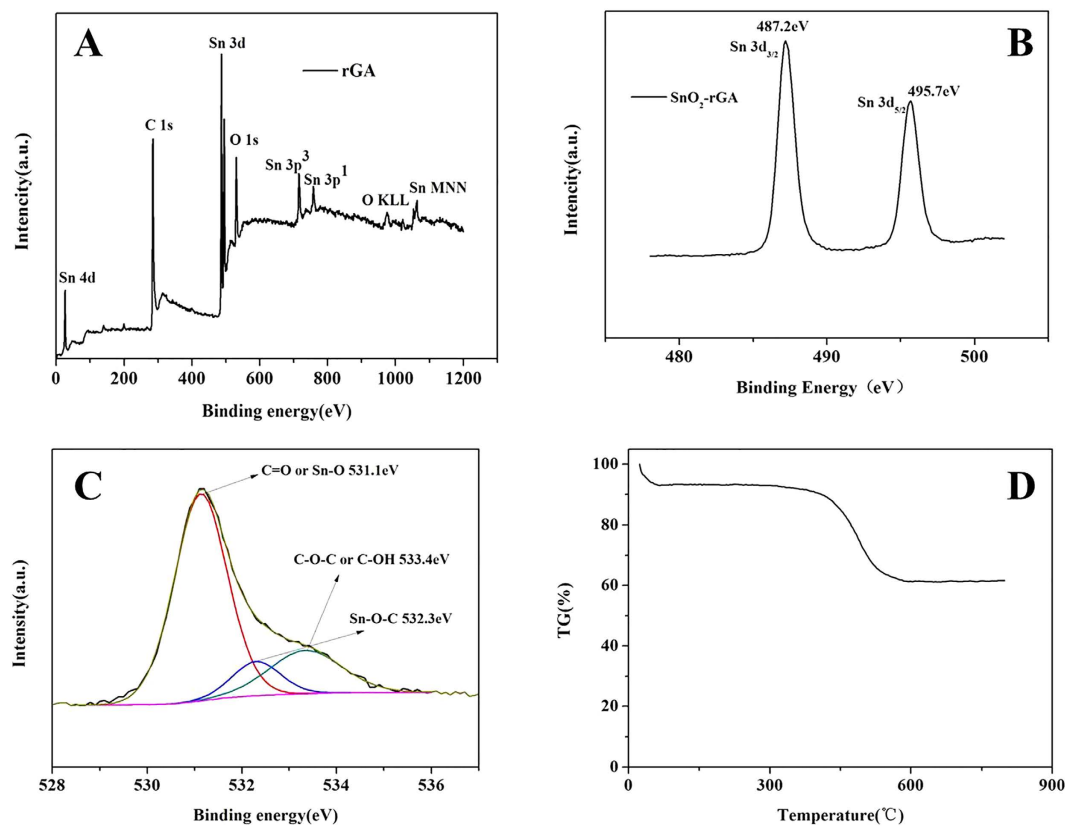 A
Sn 3d
rGA
C 1s
O 1s
Sn 3p³
Sn 3p¹
O KLL
Sn MNN
Sn 4d
Intencity(a.u.)
0 200 400 600 800 1000 1200
Binding energy(eV)
B
487.2eV
Sn 3d3/2
SnO2-rGA
Sn 3d5/2
495.7eV
Intencity(a.u.)
480 490 500
Binding Energy（eV）
C
C=O or Sn-O 531.1eV
C-O-C or C-OH 533.4eV
Sn-O-C 532.3eV
Intensity(a.u.)
528 530 532 534 536
Binding energy(eV)
D
100
80
60
40
20
0
TG(%)
0 300 600 900
Temperature(℃)